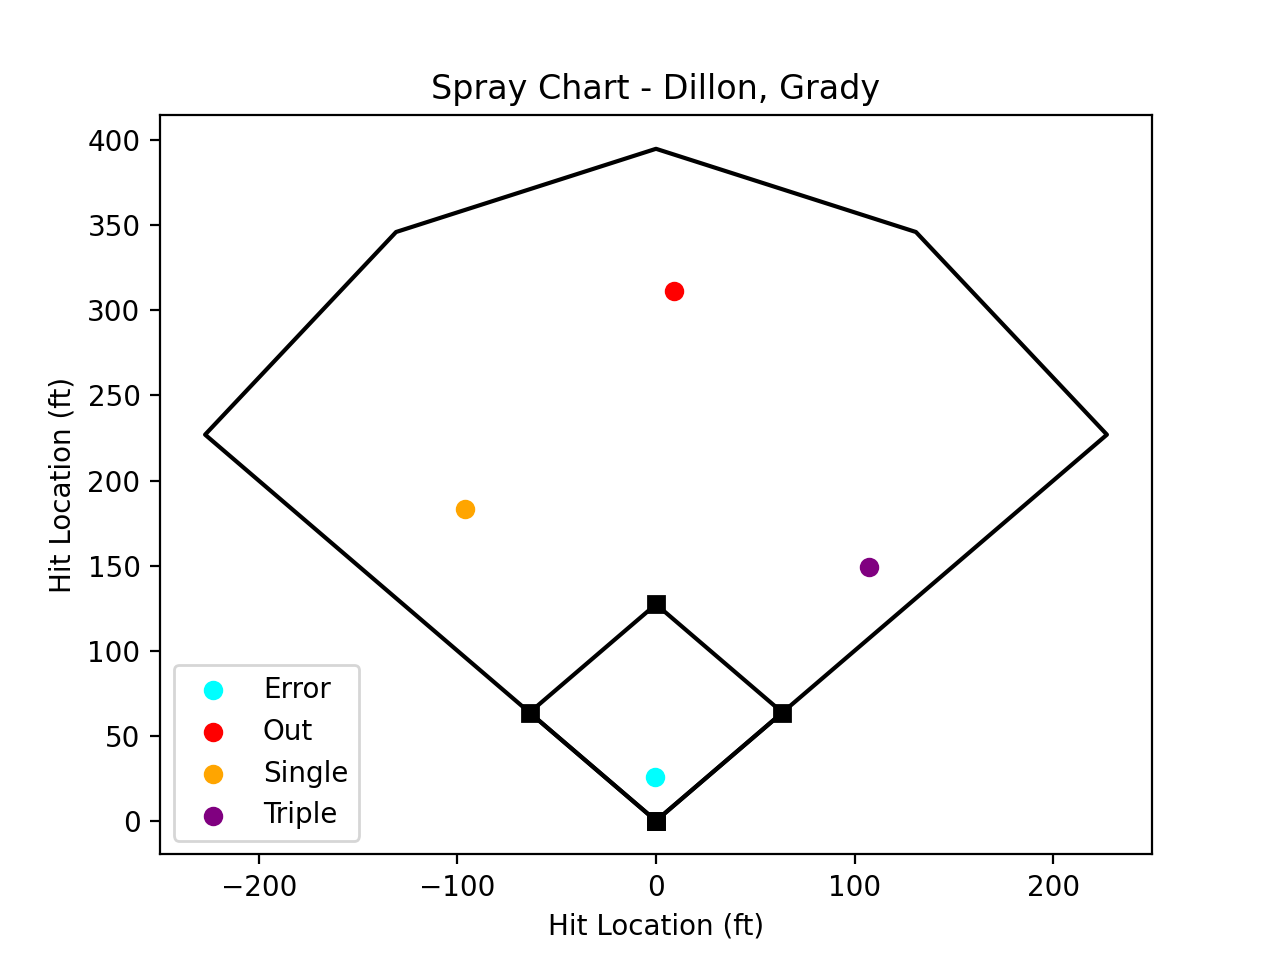 Spray Chart - Dillon, Grady
400
350
300
250
200
150
100
50
0
Hit Location (ft)
Error
Out
Single
Triple
−200
−100
0
100
200
Hit Location (ft)